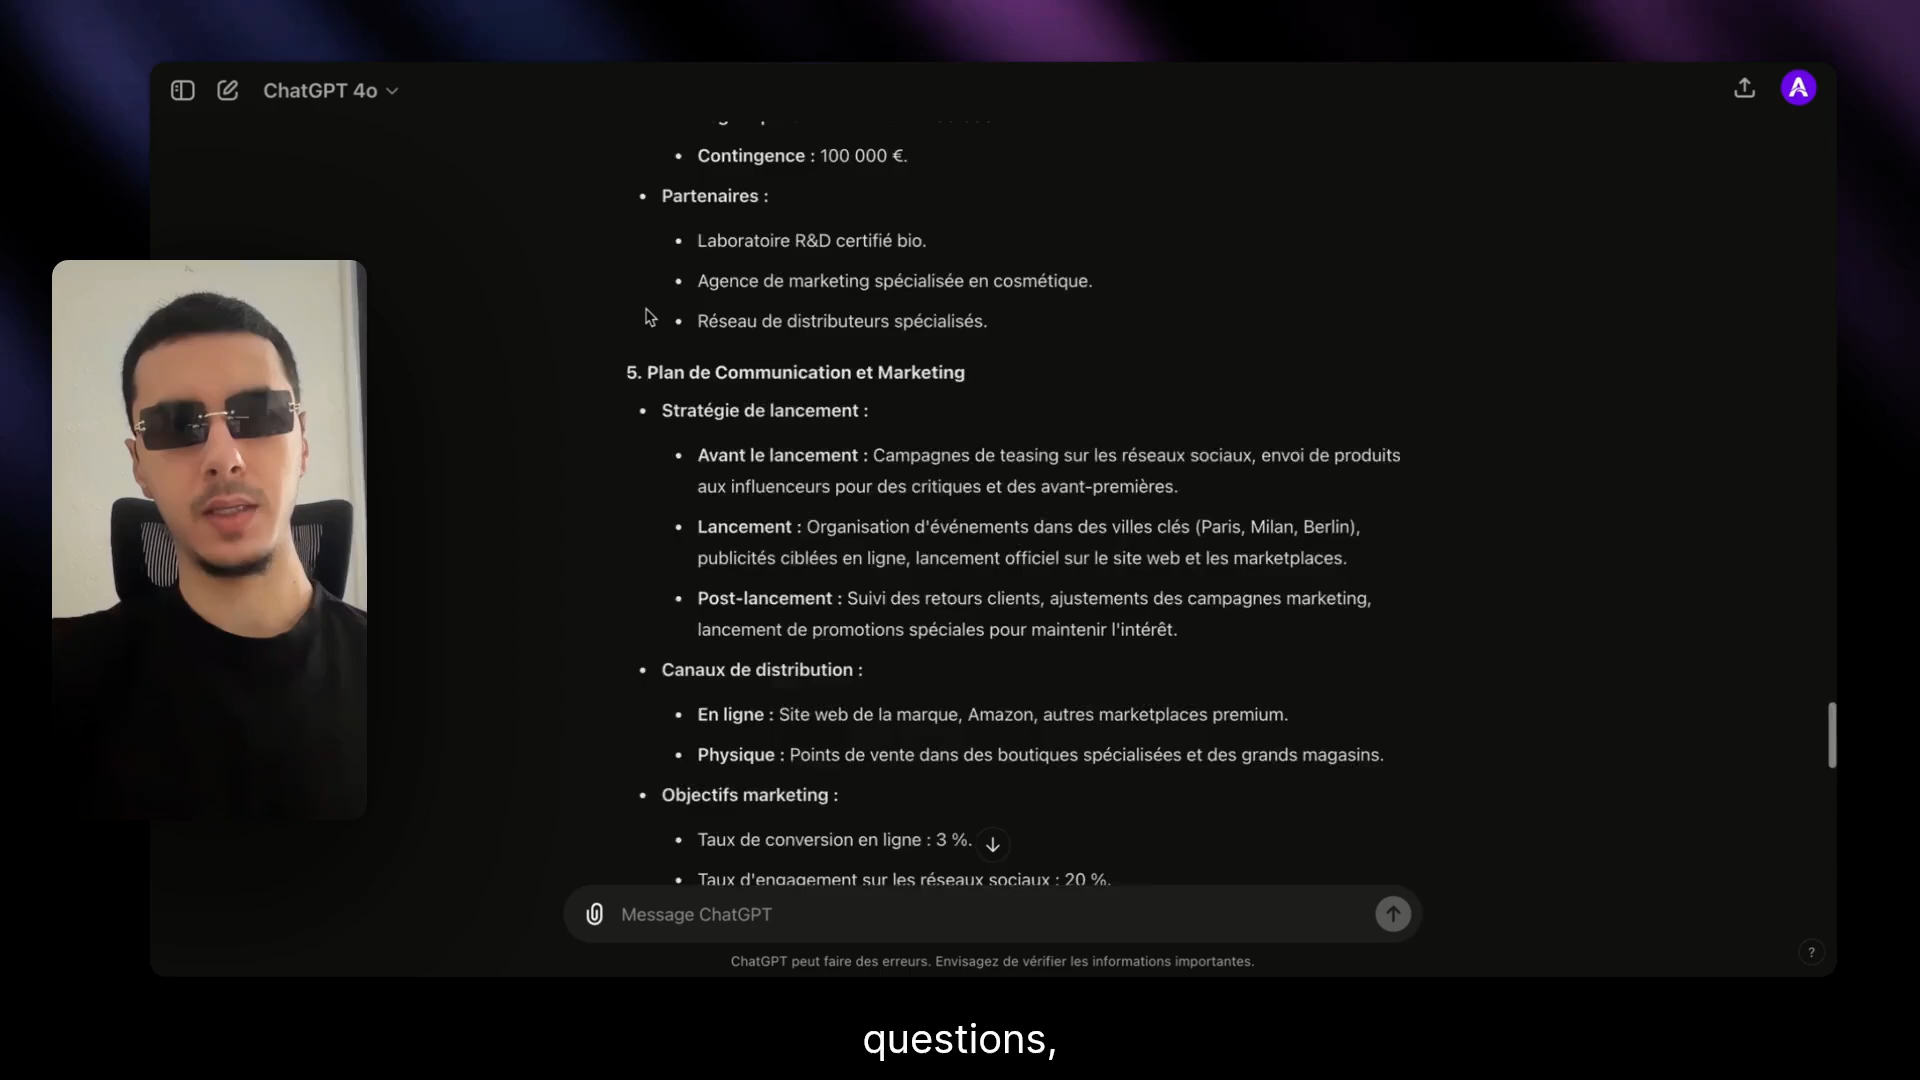 ChatGPT 4o
A
Contingence : 100 000 €.
Partenaires :
Laboratoire R&D certifié bio.
Agence de marketing spécialisée en cosmétique.
Réseau de distributeurs spécialisés.
5. Plan de Communication et Marketing
Stratégie de lancement :
Avant le lancement : Campagnes de teasing sur les réseaux sociaux, envoi de produits
aux influenceurs pour des critiques et des avant-premières.
Lancement : Organisation d'événements dans des villes clés (Paris, Milan, Berlin),
publicités ciblées en ligne, lancement officiel sur le site web et les marketplaces.
Post-lancement : Suivi des retours clients, ajustements des campagnes marketing,
lancement de promotions spéciales pour maintenir l'intérêt.
Canaux de distribution :
En ligne : Site web de la marque, Amazon, autres marketplaces premium.
Physique : Points de vente dans des boutiques spécialisées et des grands magasins.
Objectifs marketing :
Taux de conversion en ligne : 3 %.
Taux d'engagement sur les réseaux sociaux : 20 %.
Message ChatGPT
ChatGPT peut faire des erreurs. Envisagez de vérifier les informations importantes.
?
questions,